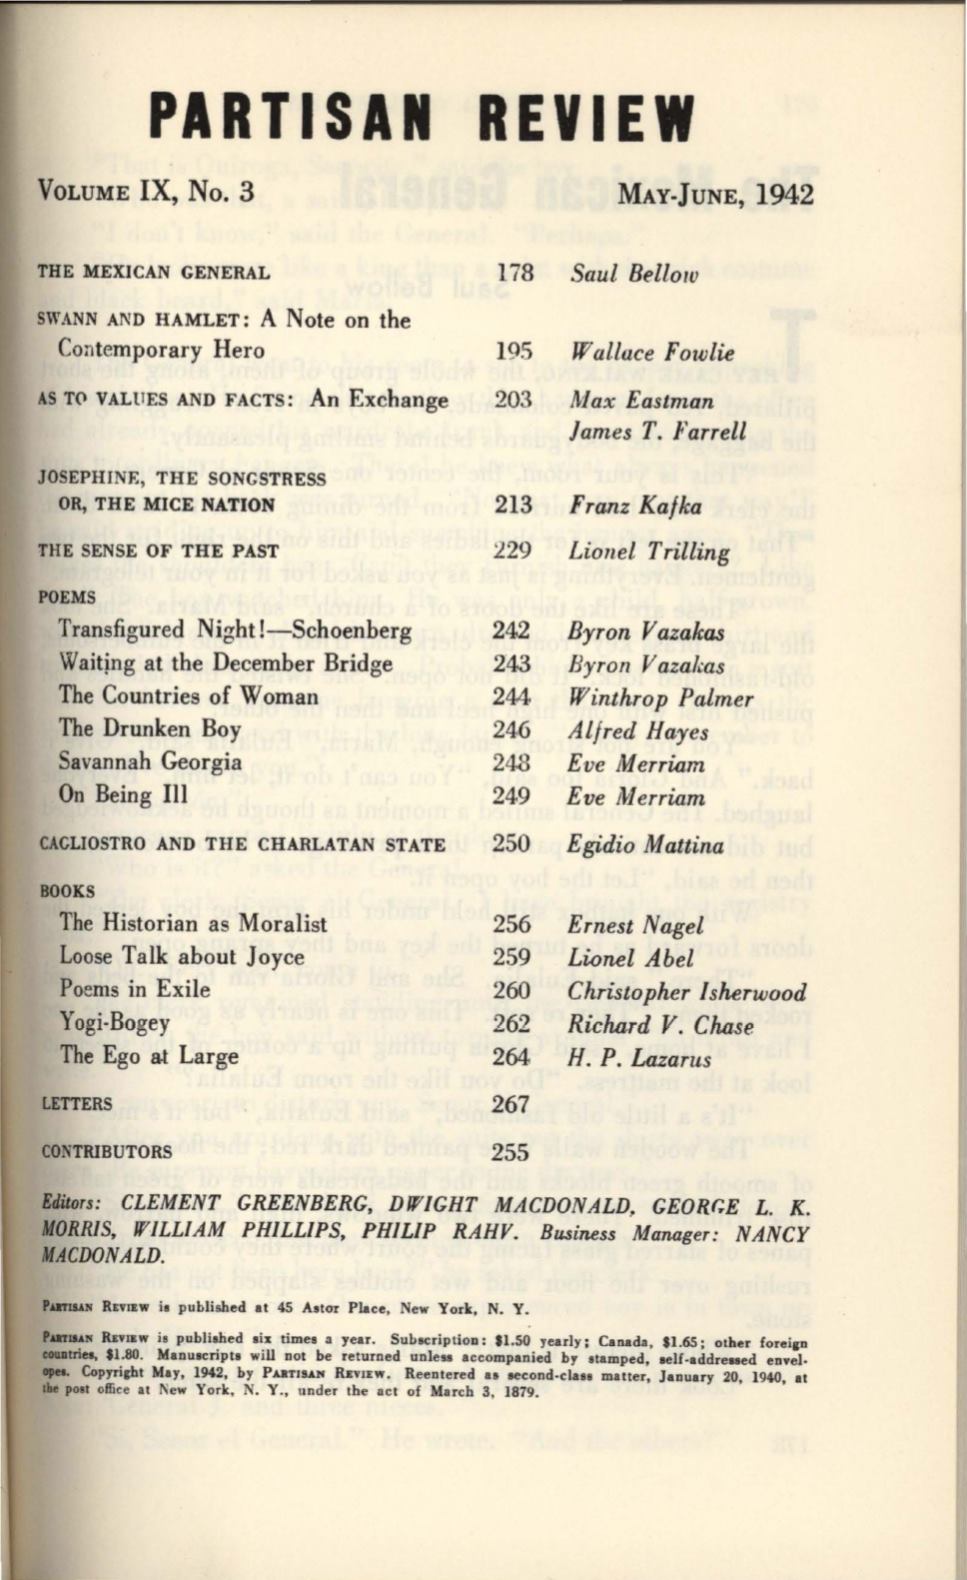 PARTISAN REVIEW
VOLUME IX, No. 3 MAY-JUNE, 1942
THE MEXICAN GENERAL 178 Saul Bellow
SWANN AND HAMLET: A Note on the
Contemporary Hero 195 Wallace Fowlie
AS TO VALUES AND FACTS: An Exchange 203 Max Eastman
James T. Farrell
JOSEPHINE, THE SONGSTRESS
OR, THE MICE NATION 213 Franz Kafka
THE SENSE OF THE PAST 229 Lionel Trilling
POEMS
Transfigured Night!—Schoenberg 242 Byron Vazakas
Waiting at the December Bridge 243 Byron Vazakas
The Countries of Woman 244 Winthrop Palmer
The Drunken Boy 246 Alfred Hayes
Savannah Georgia 248 Eve Merriam
On Being Ill 249 Eve Merriam
CAGLIOSTRO AND THE CHARLATAN STATE 250 Egidio Mattina
BOOKS
The Historian as Moralist 256 Ernest Nagel
Loose Talk about Joyce 259 Lionel Abel
Poems in Exile 260 Christopher Isherwood
Yogi-Bogey 262 Richard V. Chase
The Ego at Large 264 H. P. Lazarus
LETTERS 267
CONTRIBUTORS 255
Editors: CLEMENT GREENBERG, DWIGHT MACDONALD, GEORGE L. K.
MORRIS, WILLIAM PHILLIPS, PHILIP RAHV. Business Manager: NANCY
MACDONALD.
PARTISAN REVIEW is published at 45 Astor Place, New York, N. Y.
PARTISAN REVIEW is published six times a year. Subscription: $1.50 yearly; Canada, $1.65; other foreign
countries, $1.80. Manuscripts will not be returned unless accompanied by stamped, self-addressed envel-
opes. Copyright May, 1942, by PARTISAN REVIEW. Reentered as second-class matter, January 20, 1940, at
the post office at New York, N. Y., under the act of March 3, 1879.